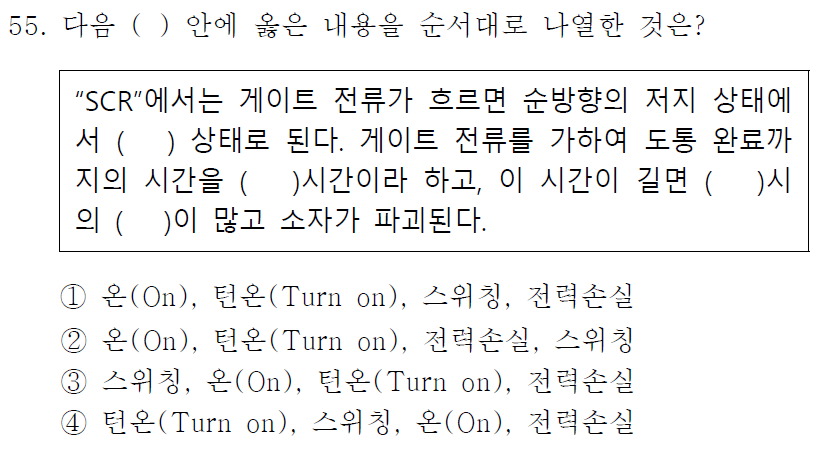 55. 다음 ( ) 안에 옳은 내용을 순서대로 나열한 것은?
“SCR”에서는 게이트 전류가 흐르면 순방향의 저지 상태에
서 ( ) 상태로 된다. 게이트 전류를 가하여 도통 완료까
지의 시간을 ( )시간이라 하고, 이 시간이 길면 ( )시
의 ( )이 많고 소자가 파괴된다.
① 온(On), 턴온(Turn on), 스위칭, 전력손실
② 온(On), 턴온(Turn on), 전력손실, 스위칭
③ 스위칭, 온(On), 턴온(Turn on), 전력손실
④ 턴온(Turn on), 스위칭, 온(On), 전력손실